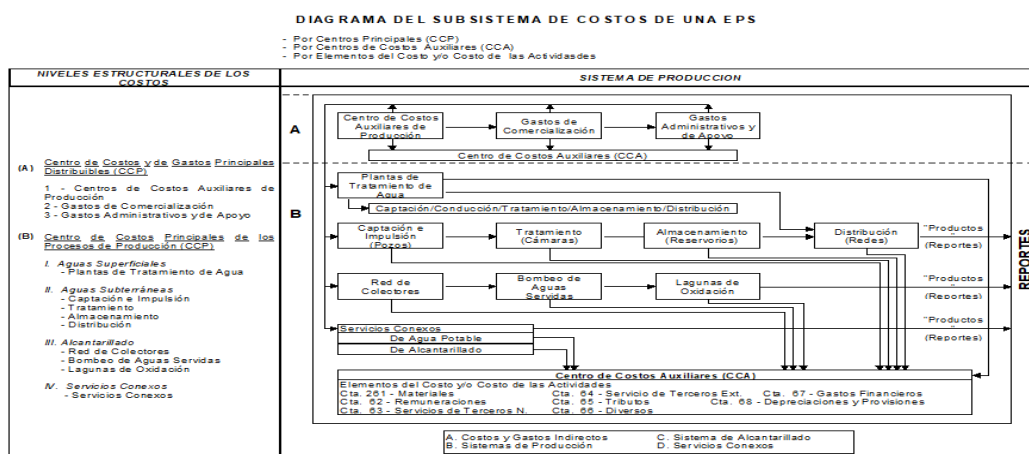 DIAGRAMA DEL SUBSISTEMA DE COSTOS DE UNA EPS
- Por Centros Principales (CCP)
- Por Centros de Costos Auxiliares (CCA)
- Por Elementos del Costo y/o Costo de las Actividasdes
NIVELES ESTRUCTURALES DE LOS
COSTOS
SISTEMA DE PRODUCCION
(A) Centro de Costos y de Gastos Principales
Distribuibles (CCP)
1 - Centros de Costos Auxiliares de
Producción
2 - Gastos de Comercialización
3 - Gastos Administrativos y de Apoyo
(B) Centro de Costos Principales de los
Procesos de Producción (CCP)
I. Aguas Superficiales
- Plantas de Tratamiento de Agua
II. Aguas Subterráneas
- Captación e Impulsión
- Tratamiento
- Almacenamiento
- Distribución
III. Alcantarillado
- Red de Colectores
- Bombeo de Aguas Servidas
- Lagunas de Oxidación
IV. Servicios Conexos
- Servicios Conexos
A
Centro de Costos
Auxiliares de
Producción
Gastos de
Comercialización
Gastos
Administrativos y
de Apoyo
Centro de Costos Auxiliares (CCA)
B
Plantas de
Tratamiento de
Agua
Captación/Conducción/Tratamiento/Almacenamiento/Distribución
Captación e
Impulsión
(Pozos)
Tratamiento
(Cámaras)
Almacenamiento
(Reservorios)
Distribución
(Redes)
"Productos
"
(Reportes)
Red de
Colectores
Bombeo de
Aguas
Servidas
Lagunas de
Oxidación
"Productos
"
(Reportes)
Servicios Conexos
De Agua Potable
De Alcantarillado
"Productos
"
(Reportes)
REPORTES
Centro de Costos Auxiliares (CCA)
Elementos del Costo y/o Costo de las Actividades
Cta. 261 - Materiales Cta. 64 - Servicio de Terceros Ext. Cta. 67 - Gastos Financieros
Cta. 62 - Remuneraciones Cta. 65 - Tributos Cta. 68 - Depreciaciones y Provisiones
Cta. 63 - Servicios de Terceros N. Cta. 66 - Diversos
A. Costos y Gastos Indirectos C. Sistema de Alcantarillado
B. Sistemas de Producción D. Servicios Conexos